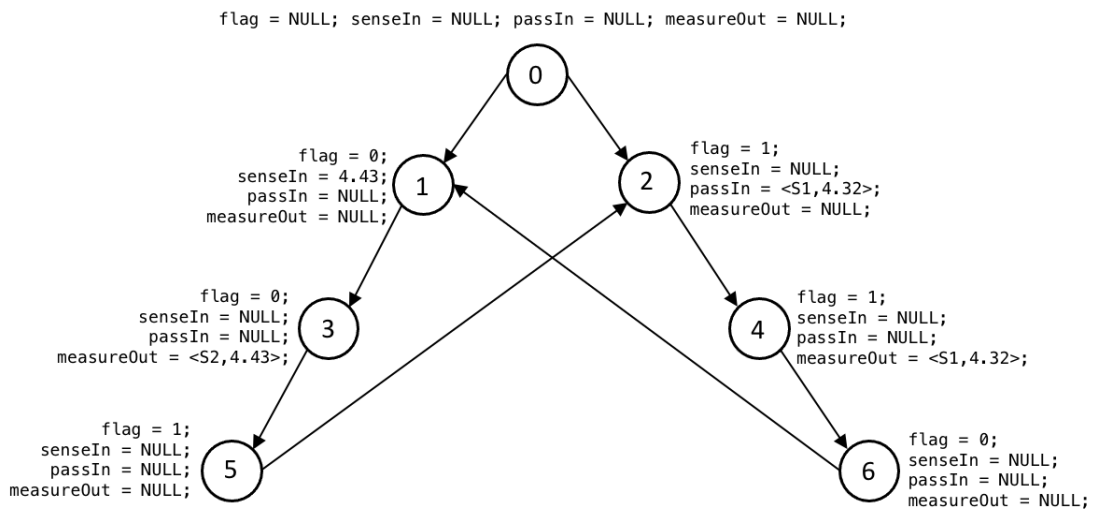 flag = NULL; senseIn = NULL; passIn = NULL; measureOut = NULL;
0
flag = 0;
senseIn = 4.43;
passIn = NULL;
measureOut = NULL;
1
2
flag = 1;
senseIn = NULL;
passIn = <S1,4.32>;
measureOut = NULL;
flag = 0;
senseIn = NULL;
passIn = NULL;
measureOut = <S2,4.43>;
3
4
flag = 1;
senseIn = NULL;
passIn = NULL;
measureOut = <S1,4.32>;
flag = 1;
senseIn = NULL;
passIn = NULL;
measureOut = NULL;
5
6
flag = 0;
senseIn = NULL;
passIn = NULL;
measureOut = NULL;